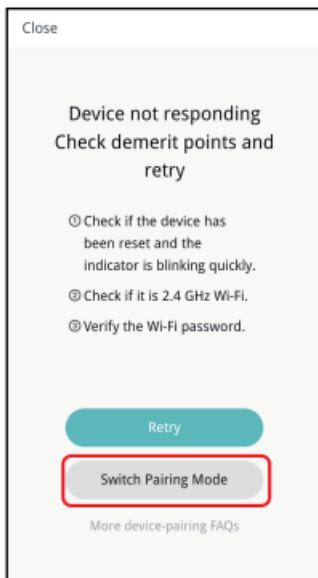 Close
Device not responding
Check demerit points and
retry
① Check if the device has
been reset and the
indicator is blinking quickly.
② Check if it is 2.4 GHz Wi-Fi.
③ Verify the Wi-Fi password.
Retry
Switch Pairing Mode
More device-pairing FAQs